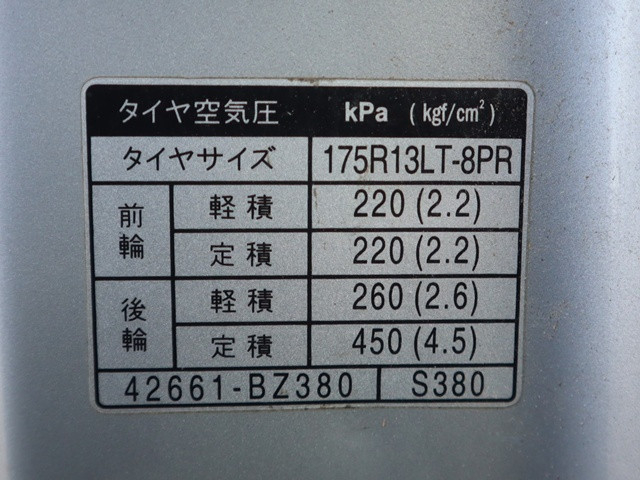 タイヤ空気圧 kPa (kgf/cm²)
タイヤサイズ 175R13LT-8PR
前輪 軽積 220 (2.2)
定積 220 (2.2)
後輪 軽積 260 (2.6)
定積 450 (4.5)
42661-BZ380 S380